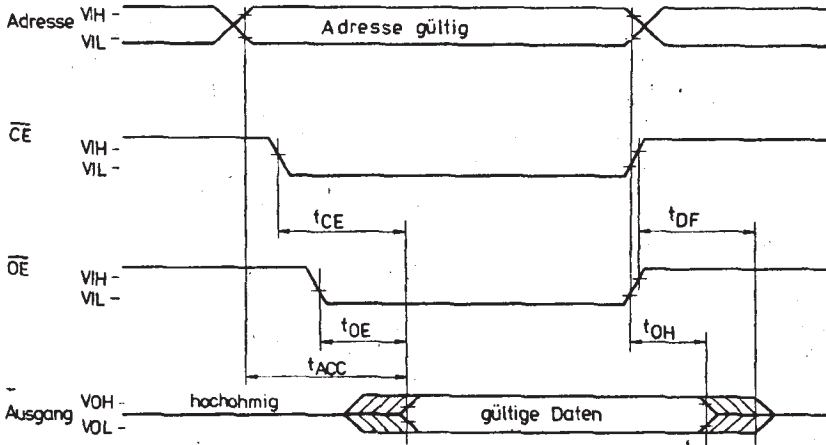 Adresse VIH
VIL
Adresse gültig
CE
VIH
VIL
tCE
tDF
OE
VIH
VIL
tOE
tOH
tACC
Ausgang VOH
VOL
hochohmig
gültige Daten